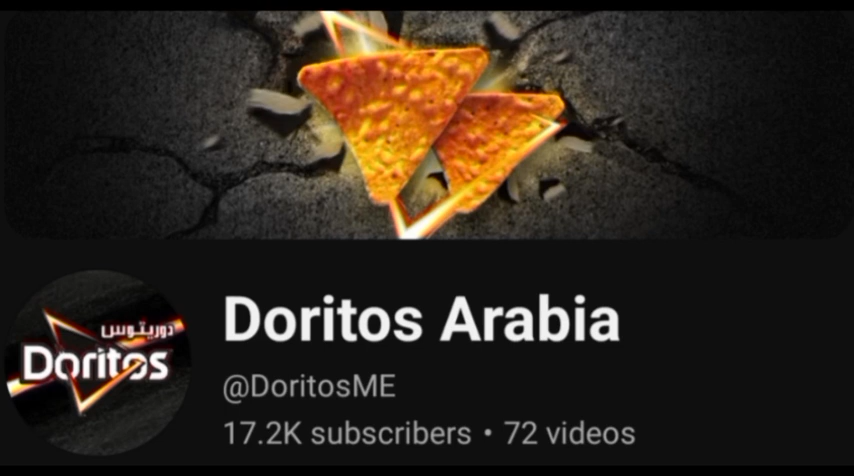 دوريتوس
Doritos
Doritos Arabia
@DoritosME
17.2K subscribers • 72 videos